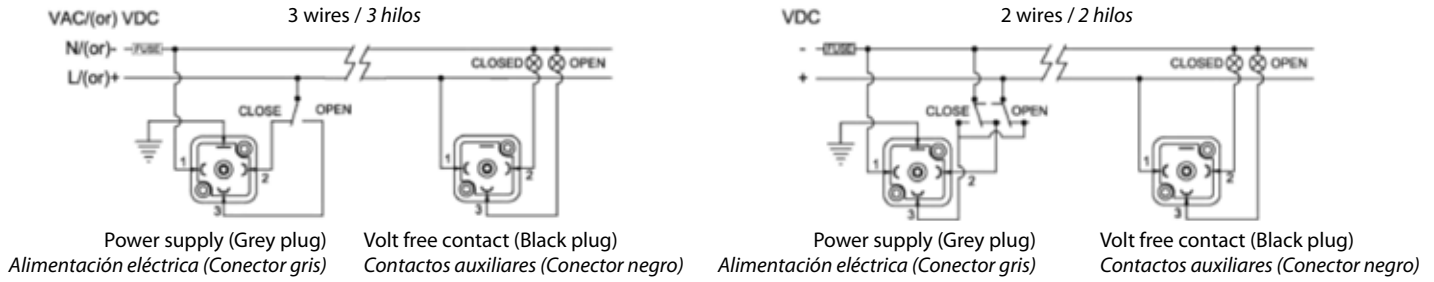 VAC/(or) VDC
3 wires / 3 hilos
N/(or)-
FUSE
L/(or)+
CLOSED
OPEN
CLOSE
OPEN
1
2
3
1
2
3
Power supply (Grey plug)
Alimentación eléctrica (Conector gris)
Volt free contact (Black plug)
Contactos auxiliares (Conector negro)
VDC
2 wires / 2 hilos
-
FUSE
+
CLOSED
OPEN
CLOSE
OPEN
1
2
3
1
2
3
Power supply (Grey plug)
Alimentación eléctrica (Conector gris)
Volt free contact (Black plug)
Contactos auxiliares (Conector negro)